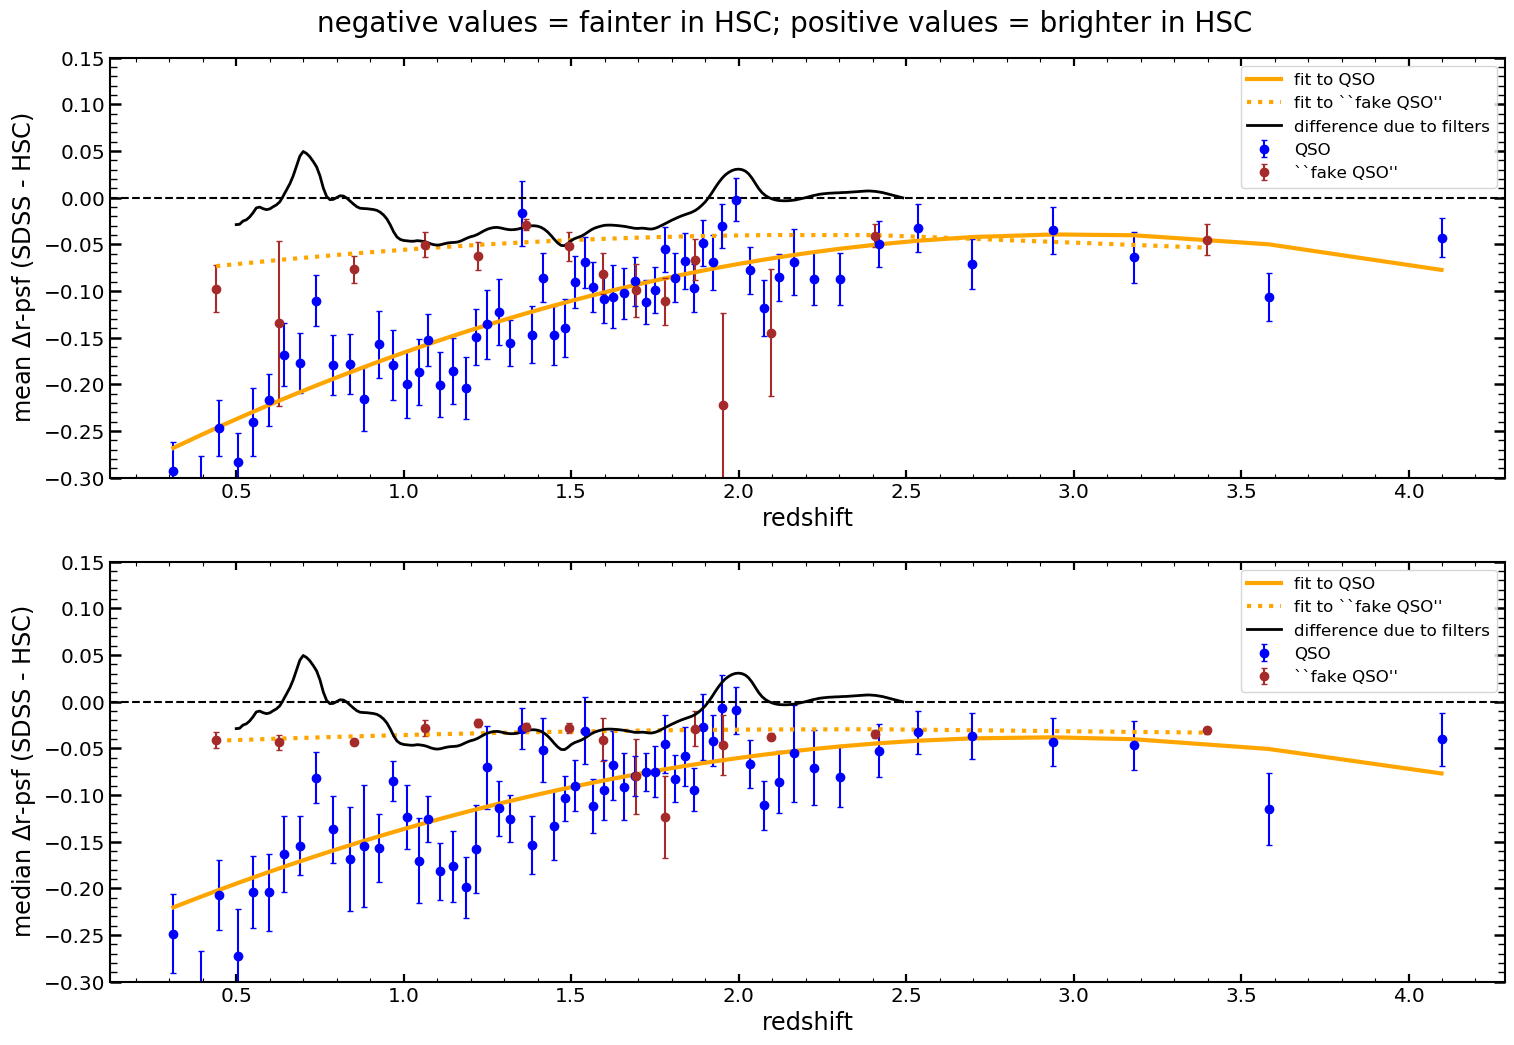 negative values = fainter in HSC; positive values = brighter in HSC
mean Δr-psf (SDSS - HSC)
0.15
0.10
0.05
0.00
−0.05
−0.10
−0.15
−0.20
−0.25
−0.30
fit to QSO
fit to ``fake QSO''
difference due to filters
QSO
``fake QSO''
0.5 1.0 1.5 2.0 2.5 3.0 3.5 4.0
redshift
median Δr-psf (SDSS - HSC)
0.15
0.10
0.05
0.00
−0.05
−0.10
−0.15
−0.20
−0.25
−0.30
fit to QSO
fit to ``fake QSO''
difference due to filters
QSO
``fake QSO''
0.5 1.0 1.5 2.0 2.5 3.0 3.5 4.0
redshift